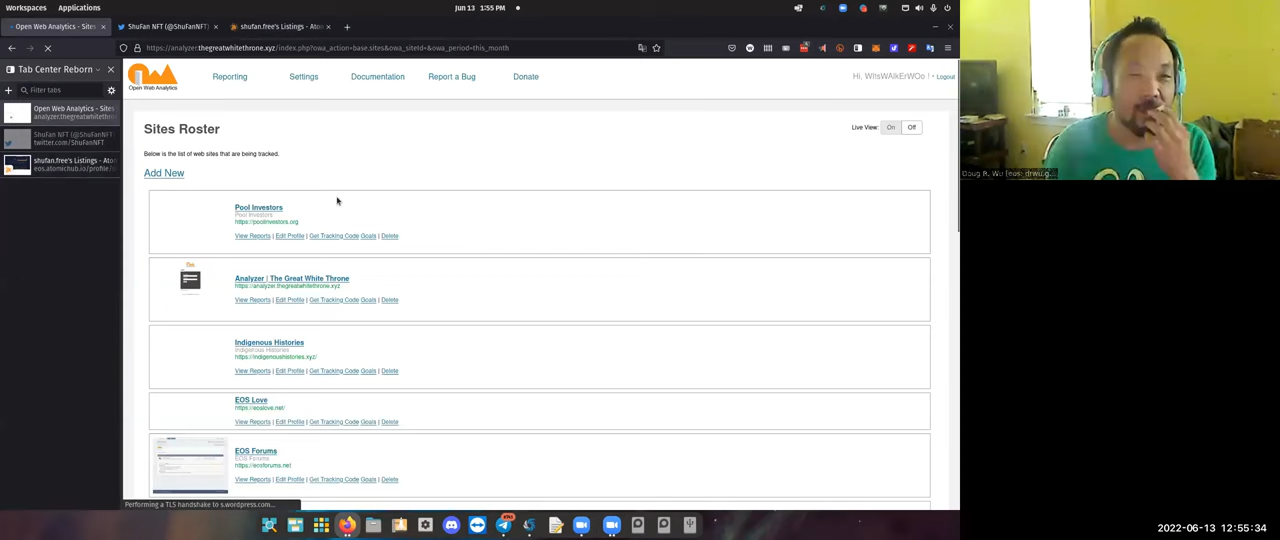 Workspaces Applications
Jun 13 1:55 PM
Open Web Analytics - Sites
ShuFan NFT (@ShuFanNFT)
shufan.free's Listings - Atom
https://analyzer.thegreatwhitethrone.xyz/index.php?owa_action=base.sites&owa_siteId=&owa_period=this_month
Tab Center Reborn
Filter tabs
Open Web Analytics - Sites
analyzer.thegreatwhitethro
ShuFan NFT (@ShuFanNFT)
twitter.com/ShuFanNFT
shufan.free's Listings - Atom
eos.atomichub.io/profile/e
Open Web Analytics
Reporting
Settings
Documentation
Report a Bug
Donate
Logout
Sites Roster
Live View: On Off
Below is the list of web sites that are being tracked.
Add New
Pool Investors
Pool Investors
https://poolinvestors.org
View Reports | Edit Profile | Get Tracking Code Goals | Delete
Analyzer | The Great White Throne
https://analyzer.thegreatwhitethrone.xyz
View Reports | Edit Profile | Get Tracking Code Goals | Delete
Indigenous Histories
Indigenous Histories
https://indigenoushistories.xyz/
View Reports | Edit Profile | Get Tracking Code Goals | Delete
EOS Love
https://eoslove.net/
View Reports | Edit Profile | Get Tracking Code Goals | Delete
EOS Forums
EOS Forums
https://eosforums.net
View Reports | Edit Profile | Get Tracking Code Goals | Delete
Performing a TLS handshake to s.wordpress.com...
Doug R. Wu (eos: drwu.g...
2022-06-13 12:55:34